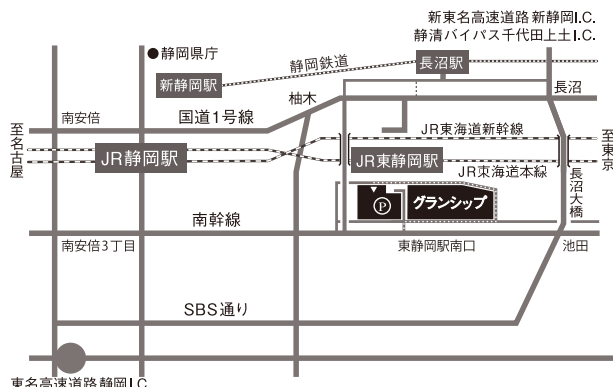 新東名高速道路 新静岡I.C.
静清バイパス千代田上土I.C.
●静岡県庁
静岡鉄道
長沼駅
新静岡駅
柚木
長沼
南安倍
国道1号線
JR東海道新幹線
至名古屋
至東京
JR静岡駅
JR東静岡駅
JR東海道本線
長沼大橋
P
グランシップ
南幹線
南安倍3丁目
東静岡駅南口
池田
SBS通り
東名高速道路 静岡I.C.